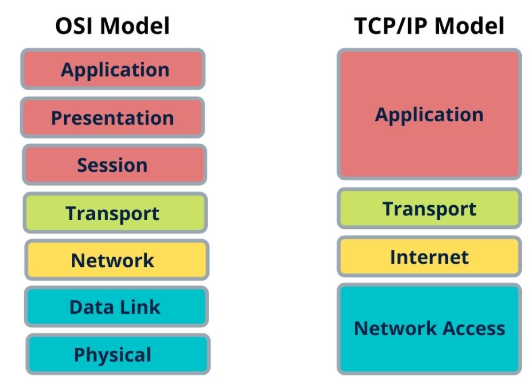 OSI Model
Application
Presentation
Session
Transport
Network
Data Link
Physical
TCP/IP Model
Application
Transport
Internet
Network Access